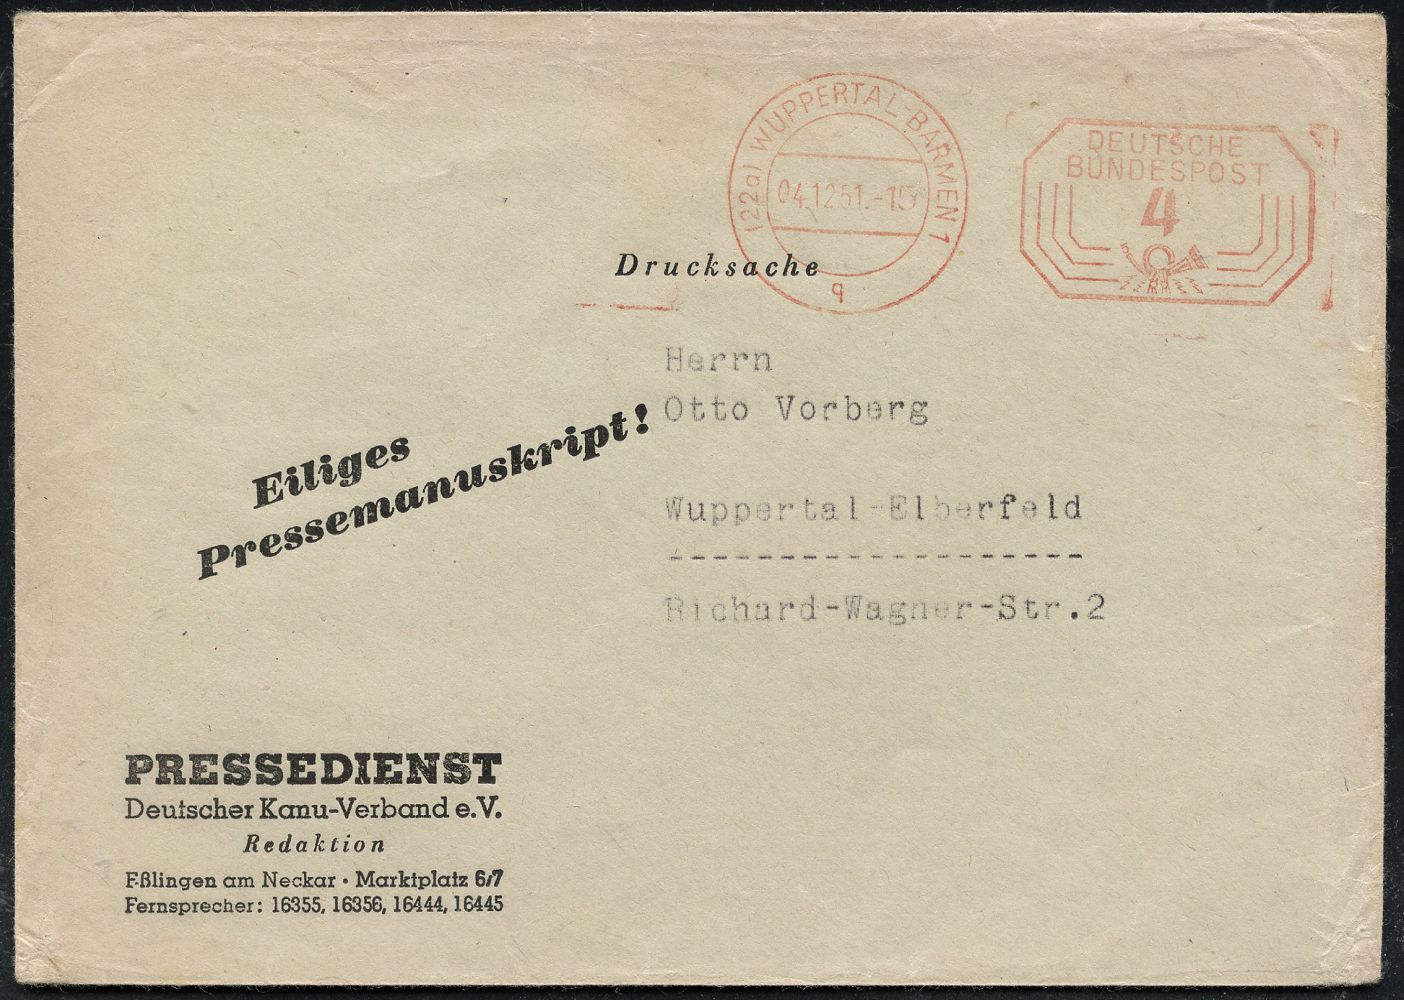 (22a) WUPPERTAL-BARMEN 1
04.12.51.-15
q
DEUTSCHE
BUNDESPOST
4
Drucksache
Herrn
Otto Vorberg
Wuppertal-Elberfeld
-------------------
Richard-Wagner-Str.2
Eiliges
Pressemanuskript!
PRESSEDIENST
Deutscher Kanu-Verband e.V.
Redaktion
Eßlingen am Neckar · Marktplatz 6/7
Fernsprecher: 16355, 16356, 16444, 16445